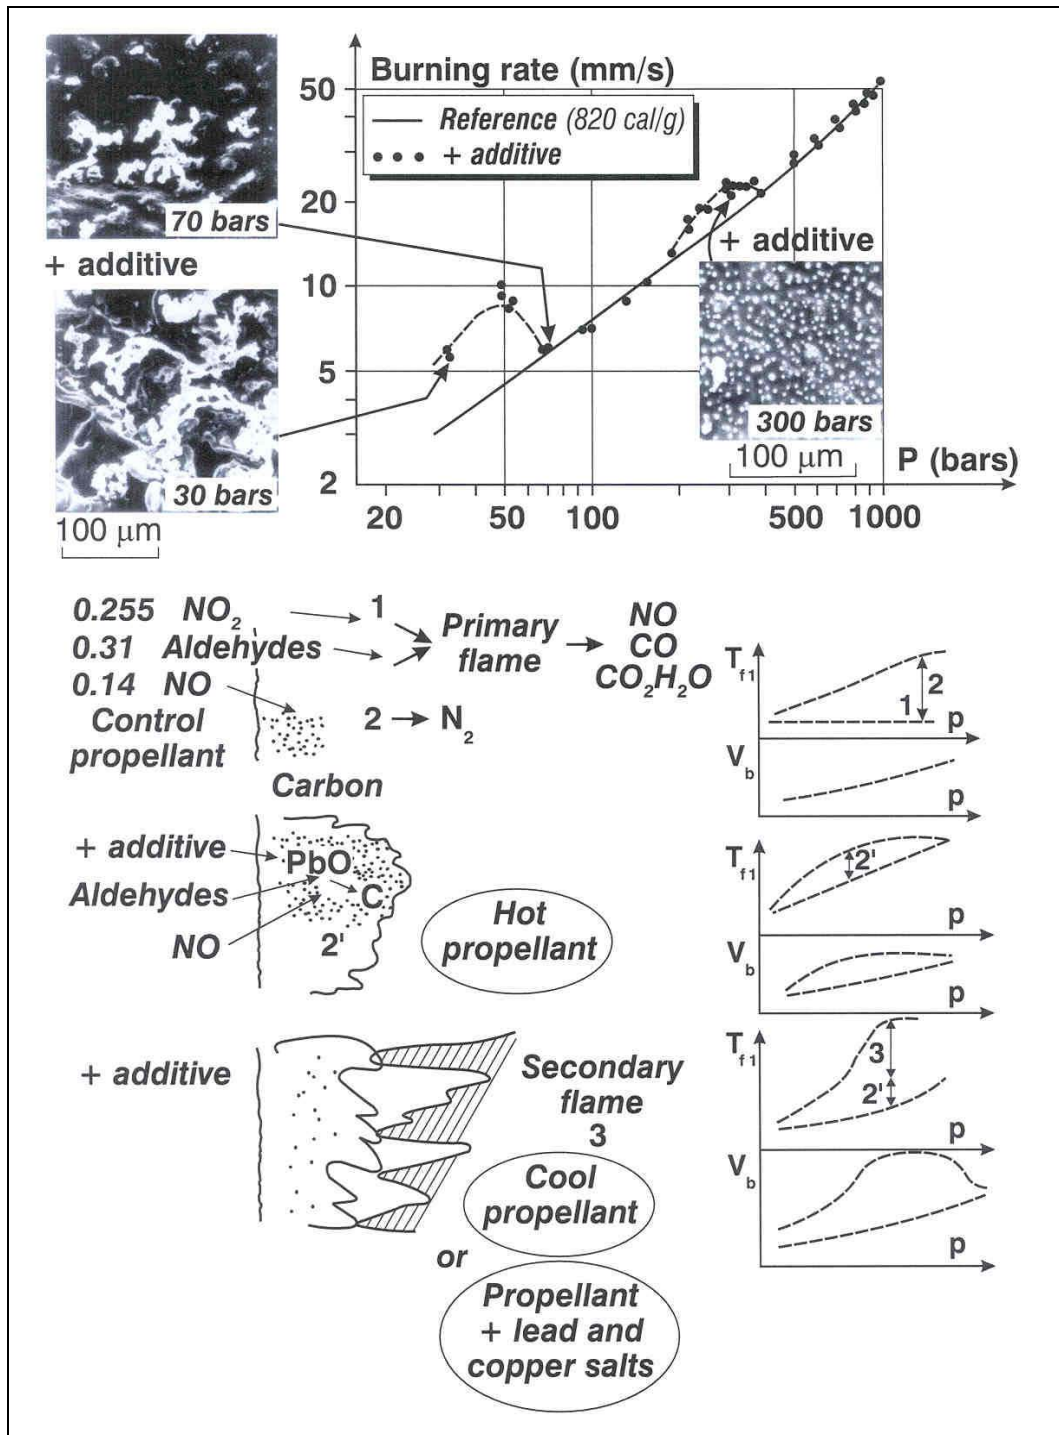 Burning rate (mm/s)
50
Reference (820 cal/g)
+ additive
70 bars
20
+ additive
+ additive
10
5
30 bars
300 bars
100 μm
P (bars)
2
20 50 100 500 1000
100 μm
0.255 NO₂
1
Primary
flame
NO
CO
CO₂H₂O
0.31 Aldehydes
0.14 NO
Control
propellant
2
N₂
Carbon
Tf1
2
1
p
Vb
p
+ additive
PbO
Aldehydes
C
NO
2'
Hot
propellant
Tf1
2'
p
Vb
p
+ additive
Secondary
flame
3
Cool
propellant
or
Propellant
+ lead and
copper salts
Tf1
3
2'
p
Vb
p